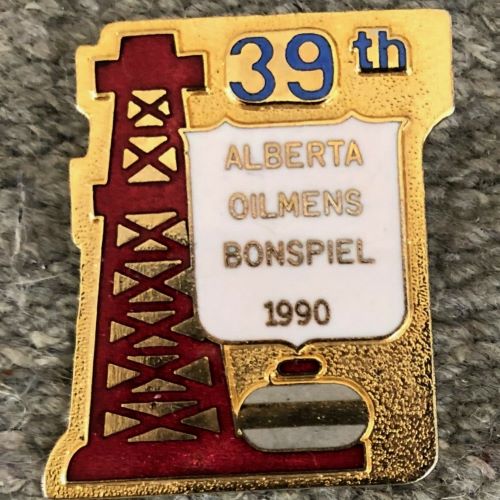 39th
ALBERTA
OILMENS
BONSPIEL
1990